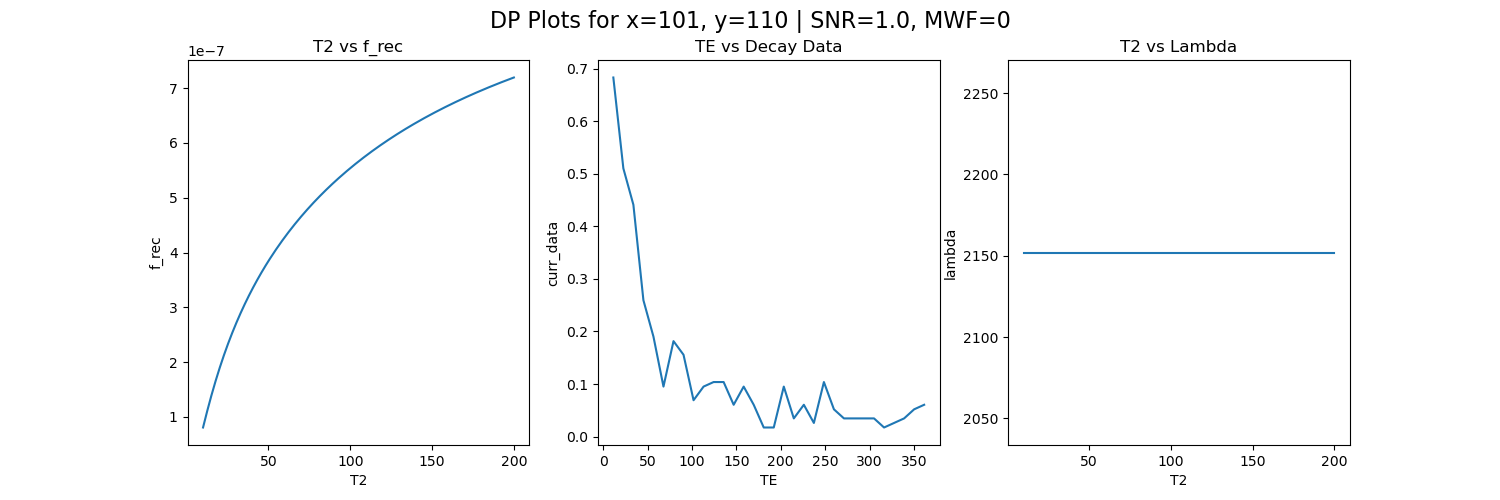 DP Plots for x=101, y=110 | SNR=1.0, MWF=0
T2 vs f_rec
1e−7
7
6
5
4
3
2
1
f_rec
50 100 150 200
T2
TE vs Decay Data
0.7
0.6
0.5
0.4
0.3
0.2
0.1
0.0
curr_data
0 50 100 150 200 250 300 350
TE
T2 vs Lambda
2250
2200
2150
2100
2050
lambda
50 100 150 200
T2